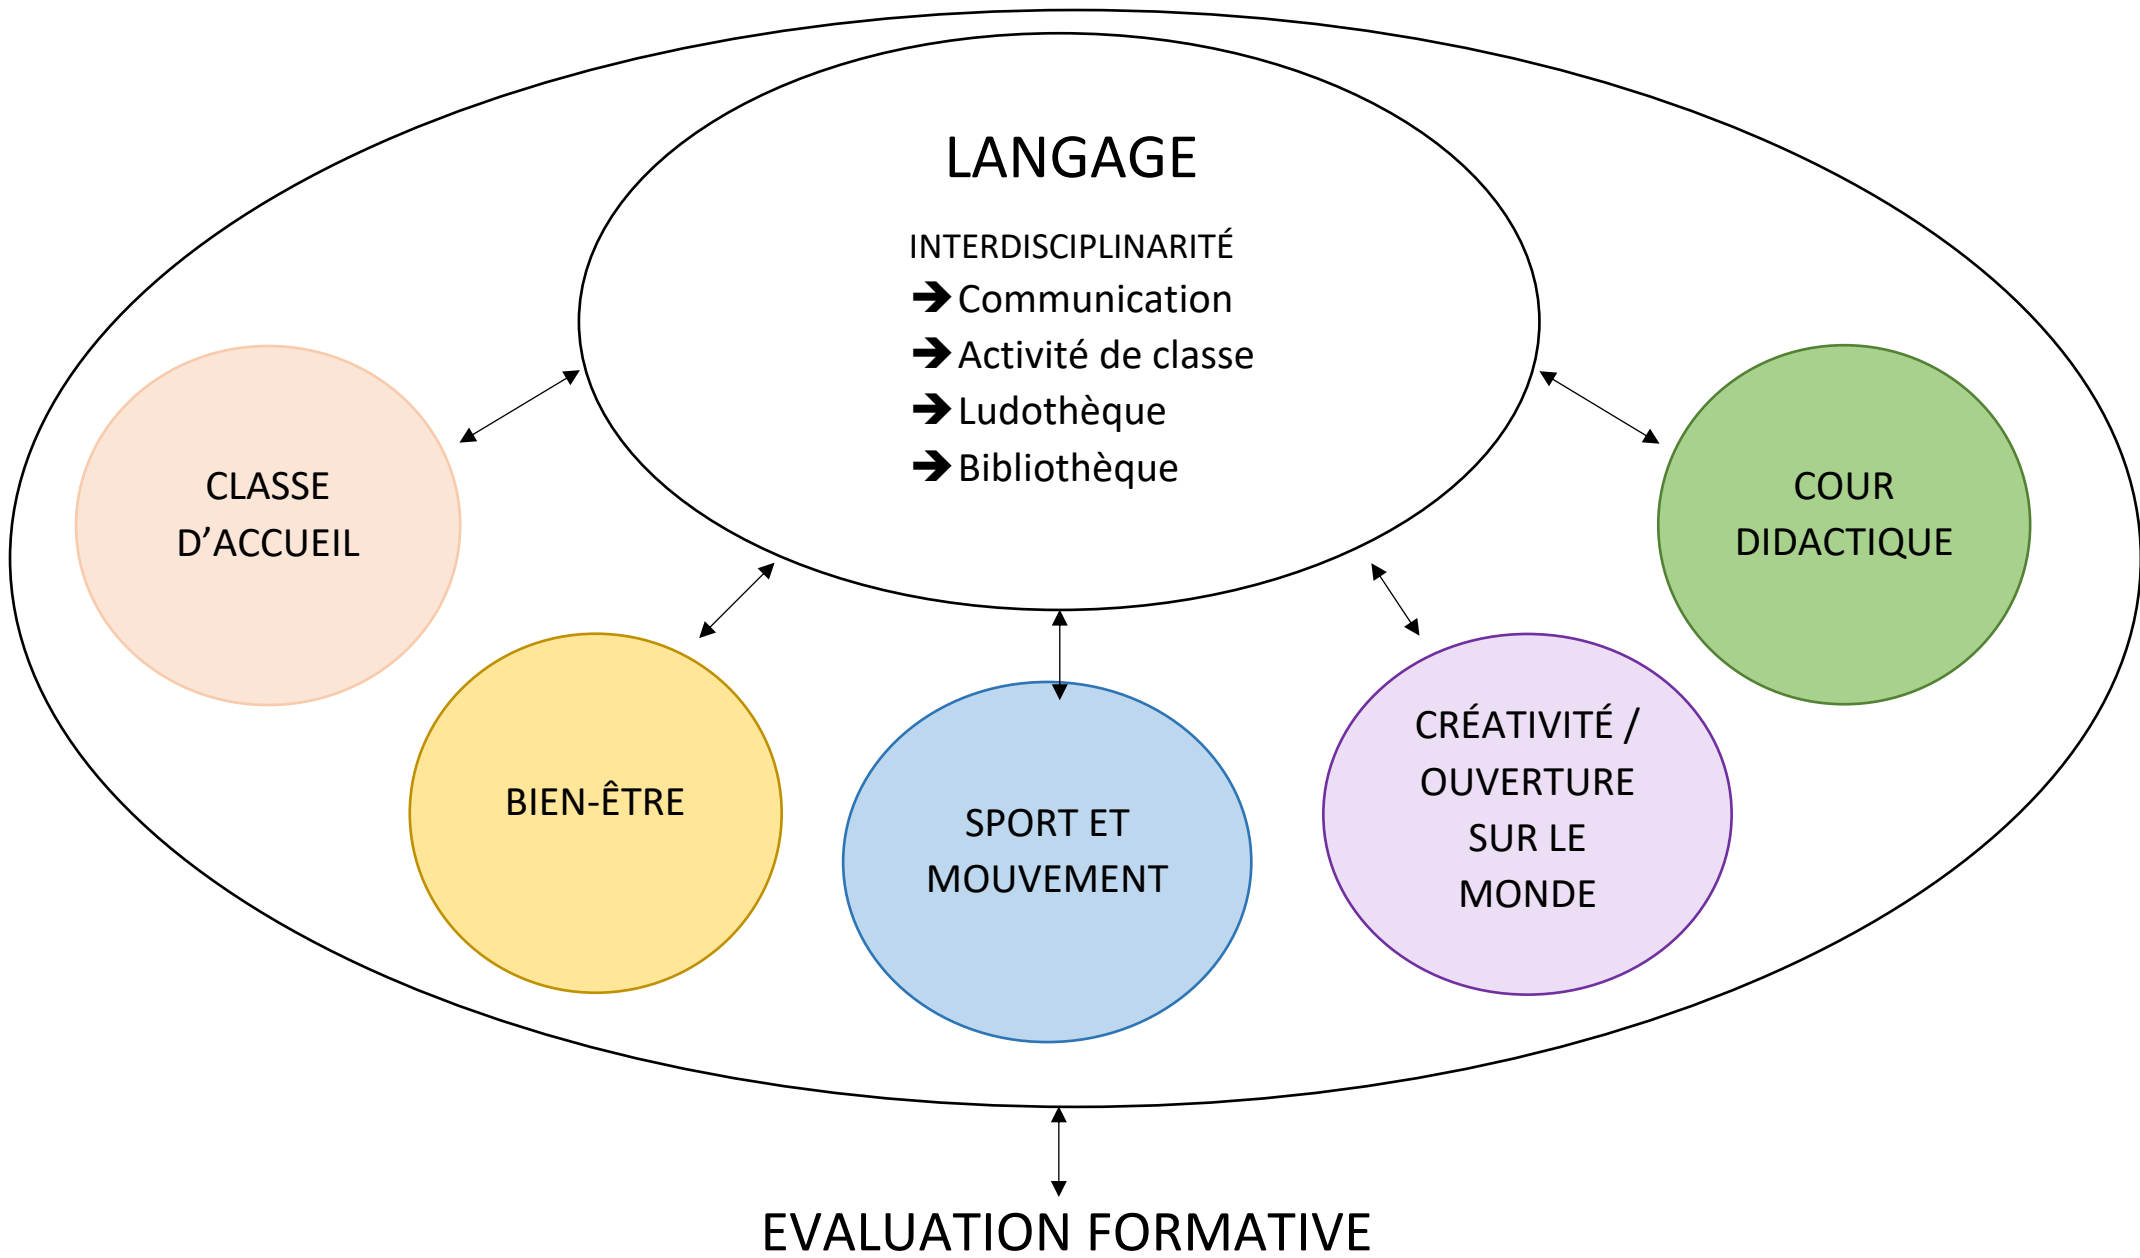 LANGAGE
INTERDISCIPLINARITÉ
➔ Communication
➔ Activité de classe
➔ Ludothèque
➔ Bibliothèque
CLASSE
D’ACCUEIL
BIEN-ÊTRE
SPORT ET
MOUVEMENT
CRÉATIVITÉ /
OUVERTURE
SUR LE
MONDE
COUR
DIDACTIQUE
EVALUATION FORMATIVE